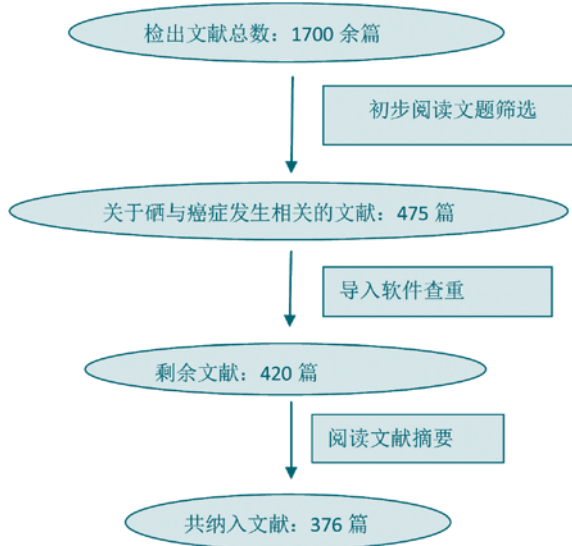 检出文献总数：1700 余篇
初步阅读文题筛选
关于硒与癌症发生相关的文献：475 篇
导入软件查重
剩余文献：420 篇
阅读文献摘要
共纳入文献：376 篇